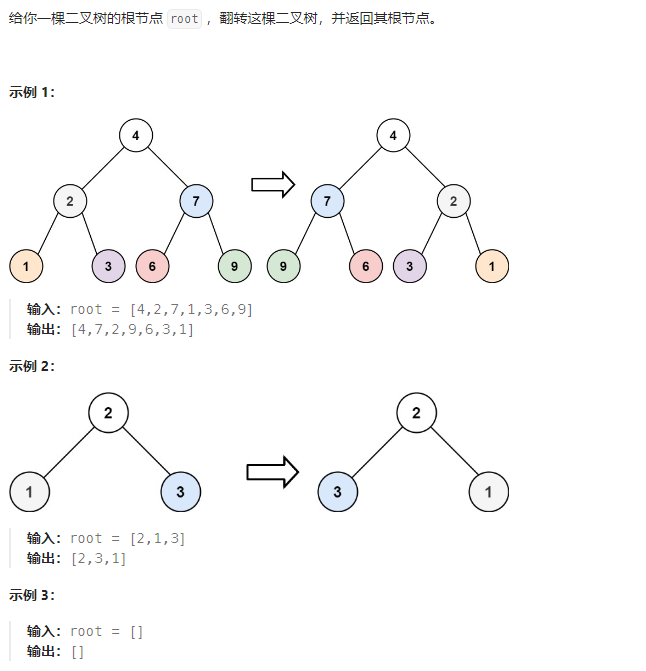 给你一棵二叉树的根节点 root ，翻转这棵二叉树，并返回其根节点。
示例 1：
4 4
2 7 7 2
1 3 6 9 9 6 3 1
输入：root = [4,2,7,1,3,6,9]
输出：[4,7,2,9,6,3,1]
示例 2：
2 2
1 3 3 1
输入：root = [2,1,3]
输出：[2,3,1]
示例 3：
输入：root = []
输出：[]